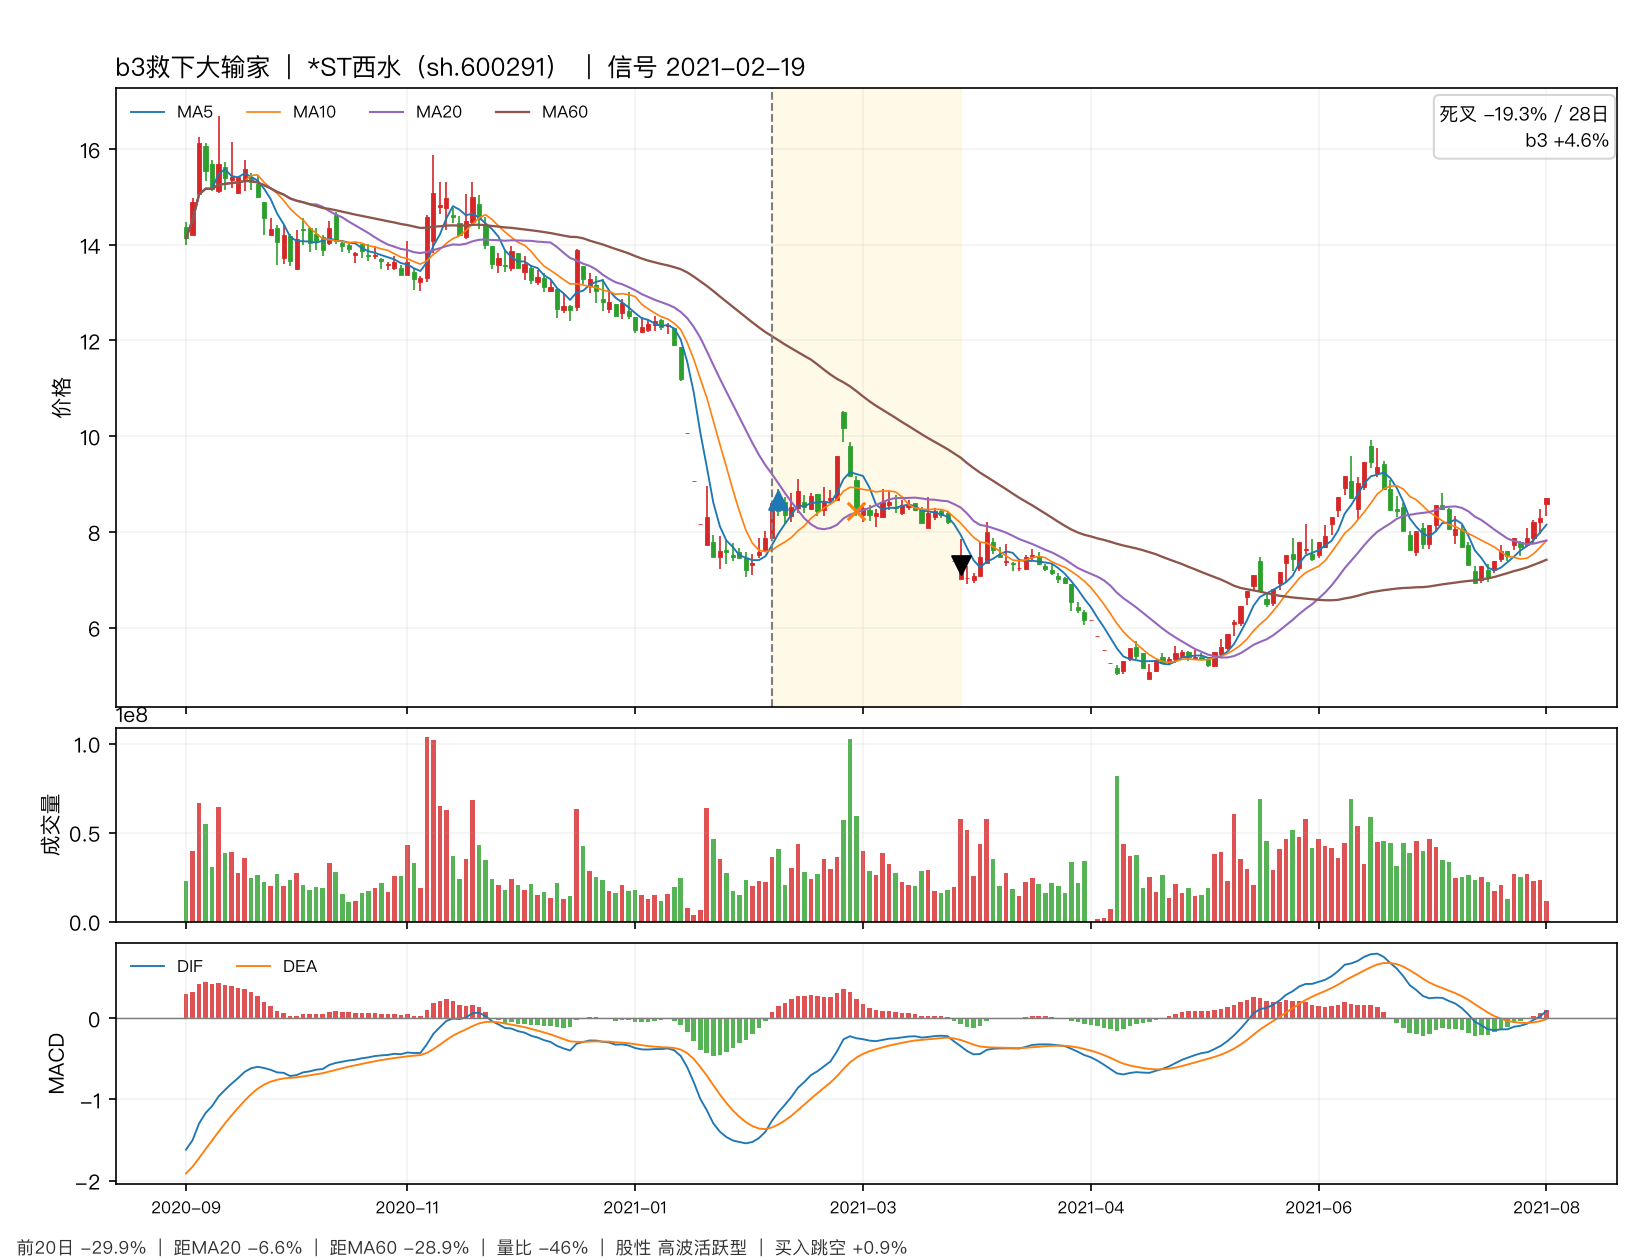 b3救下大输家 | *ST西水（sh.600291） | 信号 2021-02-19
MA5 MA10 MA20 MA60
死叉 -19.3% / 28日
b3 +4.6%
价格
16
14
12
10
8
6
1e8
成交量
1.0
0.5
0.0
DIF DEA
MACD
0
-1
-2
2020-09 2020-11 2021-01 2021-03 2021-04 2021-06 2021-08
前20日 -29.9% | 距MA20 -6.6% | 距MA60 -28.9% | 量比 -46% | 股性 高波活跃型 | 买入跳空 +0.9%